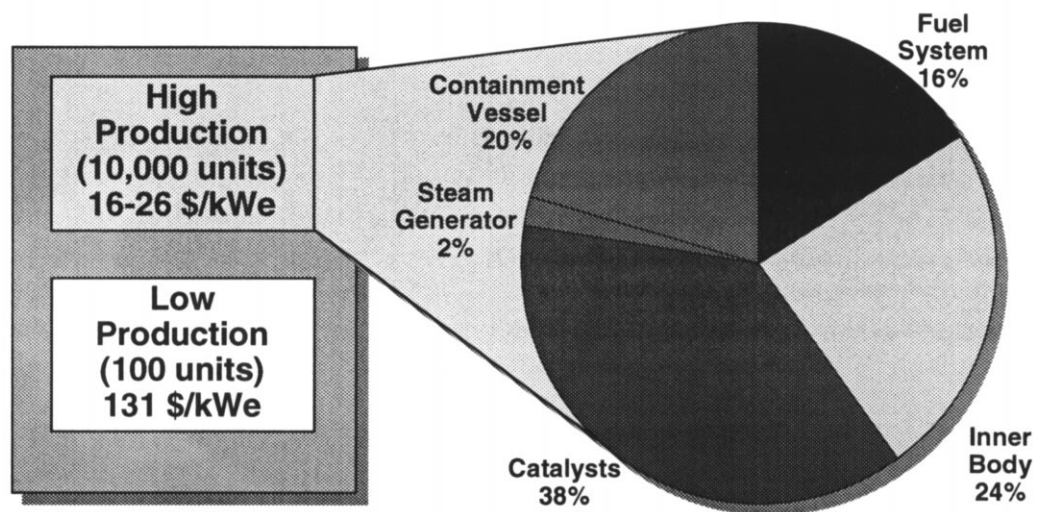 High
Production
(10,000 units)
16-26 $/kWe
Low
Production
(100 units)
131 $/kWe
Containment
Vessel
20%
Steam
Generator
2%
Catalysts
38%
Fuel
System
16%
Inner
Body
24%